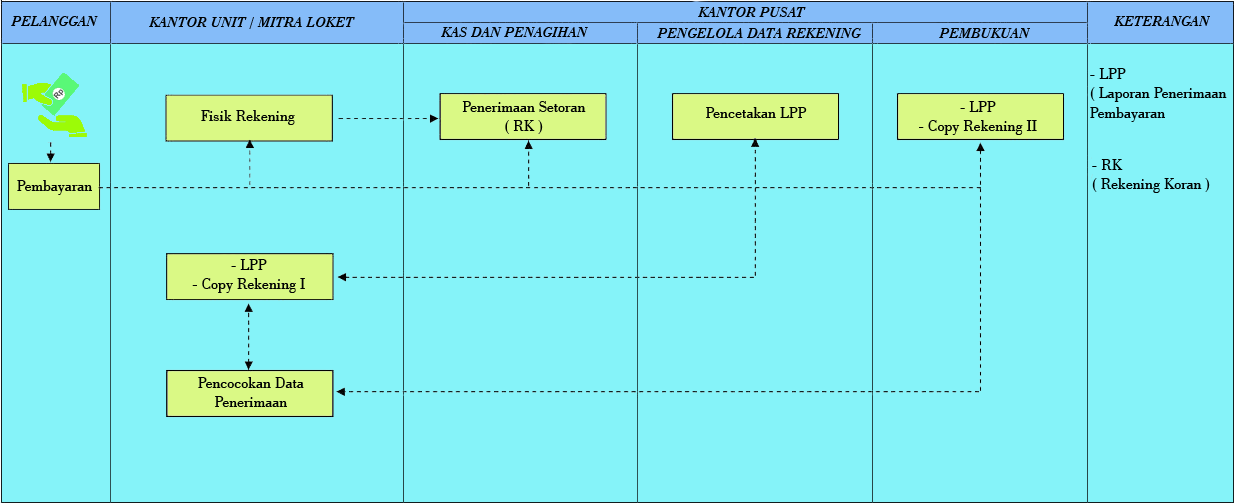 PELANGGAN
KANTOR UNIT / MITRA LOKET
KANTOR PUSAT
KAS DAN PENAGIHAN
PENGELOLA DATA REKENING
PEMBUKUAN
KETERANGAN
Rp
Pembayaran
Fisik Rekening
Penerimaan Setoran
( RK )
Pencetakan LPP
- LPP
- Copy Rekening II
- LPP
( Laporan Penerimaan
Pembayaran
- RK
( Rekening Koran )
- LPP
- Copy Rekening I
Pencocokan Data
Penerimaan